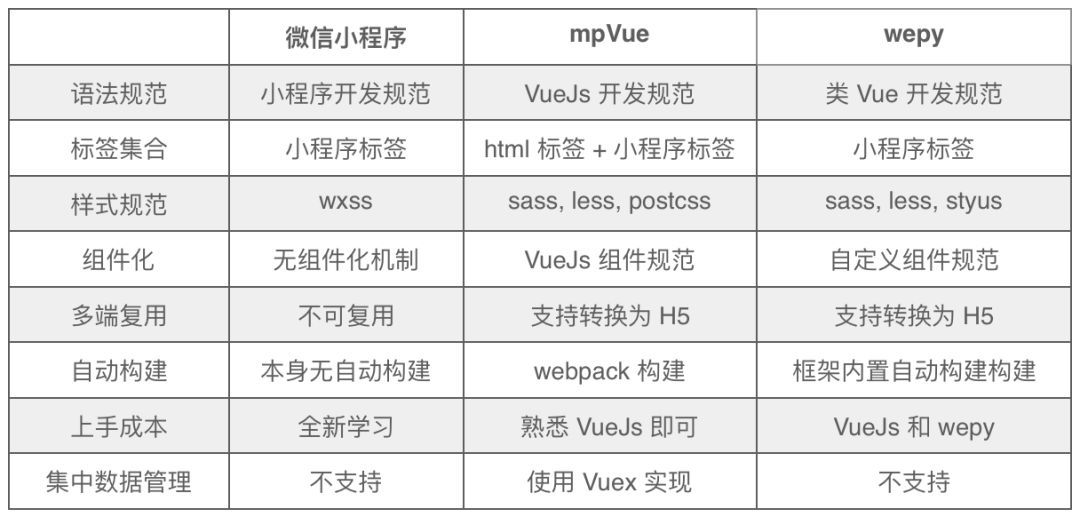 微信小程序 mpVue wepy
语法规范 小程序开发规范 VueJs 开发规范 类 Vue 开发规范
标签集合 小程序标签 html 标签 + 小程序标签 小程序标签
样式规范 wxss sass, less, postcss sass, less, styus
组件化 无组件化机制 VueJs 组件规范 自定义组件规范
多端复用 不可复用 支持转换为 H5 支持转换为 H5
自动构建 本身无自动构建 webpack 构建 框架内置自动构建构建
上手成本 全新学习 熟悉 VueJs 即可 VueJs 和 wepy
集中数据管理 不支持 使用 Vuex 实现 不支持